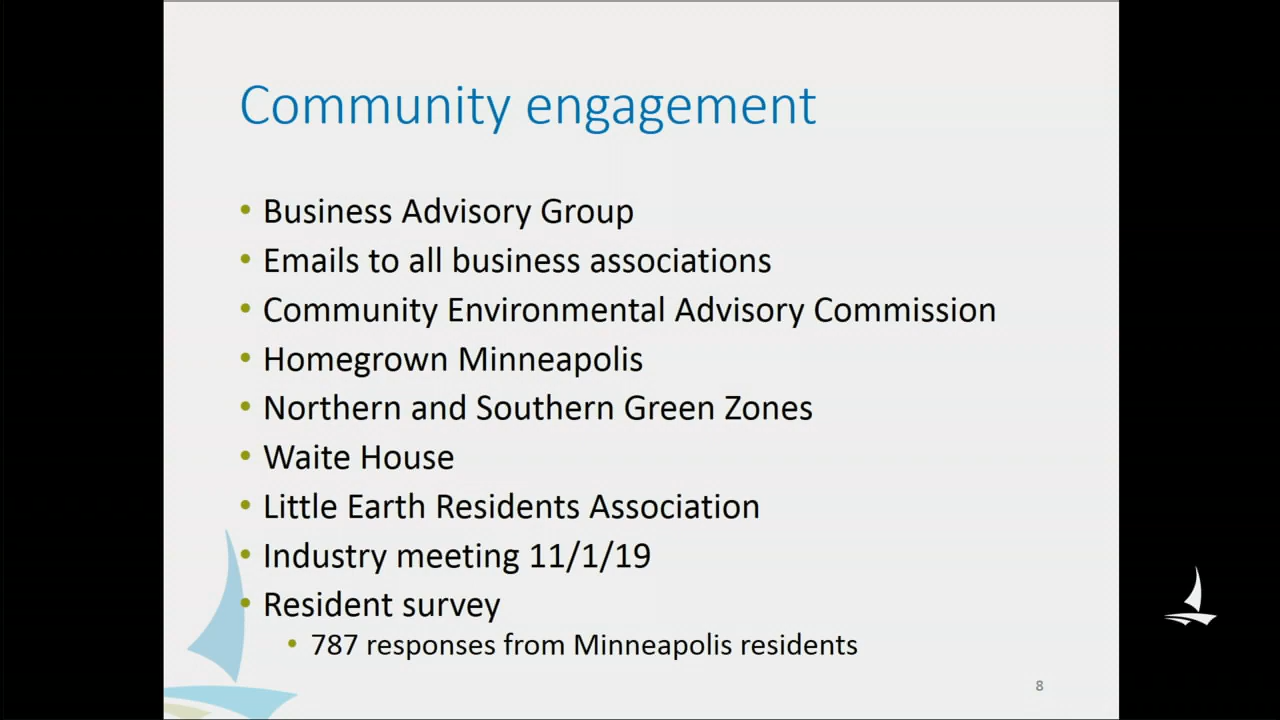 Community engagement
• Business Advisory Group
• Emails to all business associations
• Community Environmental Advisory Commission
• Homegrown Minneapolis
• Northern and Southern Green Zones
• Waite House
• Little Earth Residents Association
• Industry meeting 11/1/19
• Resident survey
• 787 responses from Minneapolis residents
8